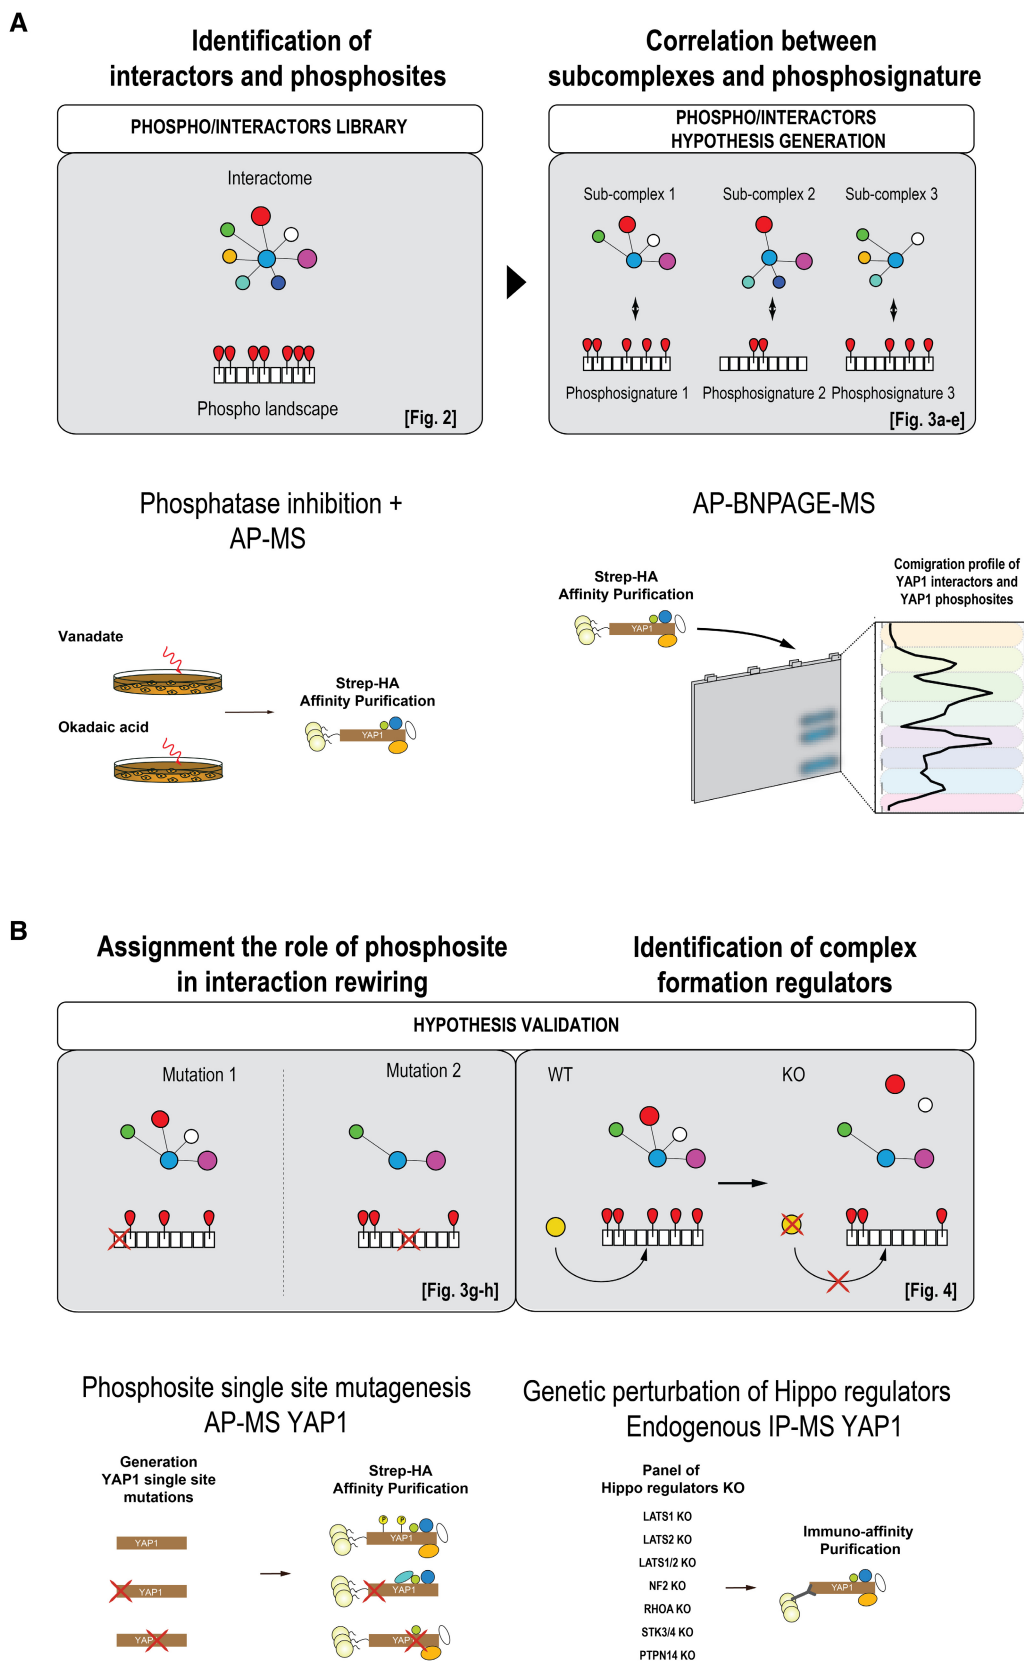 A
Identification of
interactors and phosphosites
Correlation between
subcomplexes and phosphosignature
PHOSPHO/INTERACTORS LIBRARY
PHOSPHO/INTERACTORS
HYPOTHESIS GENERATION
Interactome
Sub-complex 1
Sub-complex 2
Sub-complex 3
Phospho landscape
[Fig. 2]
Phosphosignature 1
Phosphosignature 2
Phosphosignature 3
[Fig. 3a-e]
Phosphatase inhibition +
AP-MS
AP-BNPAGE-MS
Vanadate
Okadaic acid
Strep-HA
Affinity Purification
YAP1
Strep-HA
Affinity Purification
YAP1
Comigration profile of
YAP1 interactors and
YAP1 phosphosites
B
Assignment the role of phosphosite
in interaction rewiring
Identification of complex
formation regulators
HYPOTHESIS VALIDATION
Mutation 1
Mutation 2
WT
KO
[Fig. 3g-h]
[Fig. 4]
Phosphosite single site mutagenesis
AP-MS YAP1
Genetic perturbation of Hippo regulators
Endogenous IP-MS YAP1
Generation
YAP1 single site
mutations
YAP1
YAP1
YAP
Strep-HA
Affinity Purification
P P
YAP1
YAP1
YAP
Panel of
Hippo regulators KO
LATS1 KO
LATS2 KO
LATS1/2 KO
NF2 KO
RHOA KO
STK3/4 KO
PTPN14 KO
Immuno-affinity
Purification
YAP1